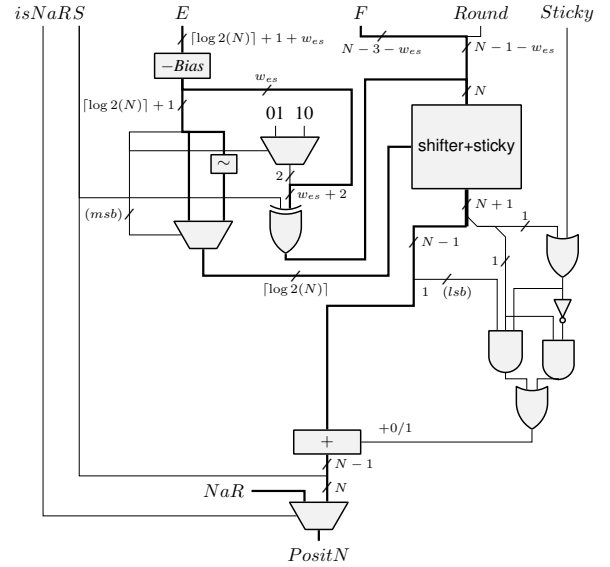 isNaR S E F Round Sticky
⌈log 2(N)⌉ + 1 + w_es
N − 3 − w_es
N − 1 − w_es
−Bias
w_es
⌈log 2(N)⌉ + 1
N
01 10
shifter+sticky
~
2
w_es + 2
(msb)
N + 1
1
N − 1
1
⌈log 2(N)⌉
1
(lsb)
+0/1
+
N − 1
NaR
N
PositN